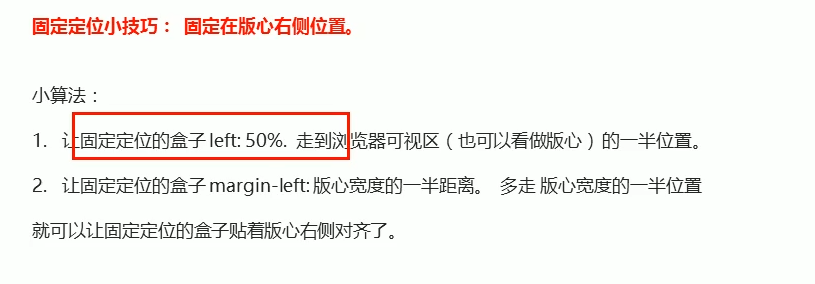 固定定位小技巧： 固定在版心右侧位置。
小算法：
1. 让固定定位的盒子 left: 50%. 走到浏览器可视区（也可以看做版心）的一半位置。
2. 让固定定位的盒子 margin-left: 版心宽度的一半距离。 多走 版心宽度的一半位置
就可以让固定定位的盒子贴着版心右侧对齐了。